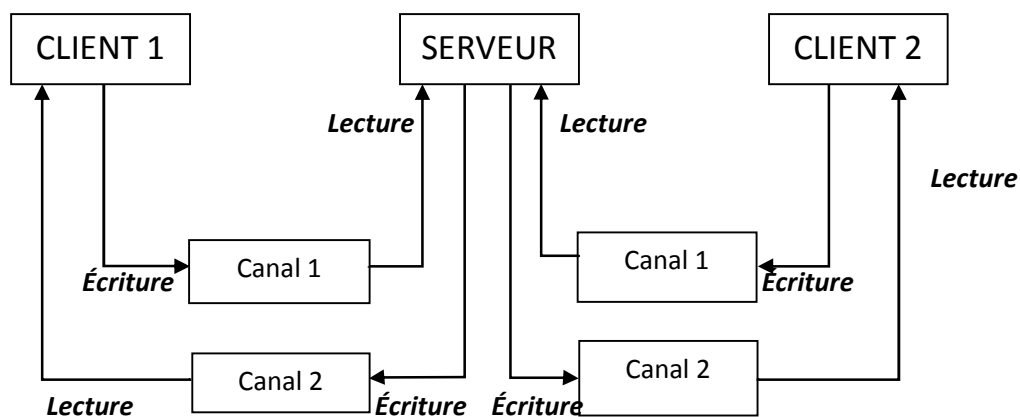 CLIENT 1
SERVEUR
CLIENT 2
Lecture
Lecture
Lecture
Canal 1
Canal 1
Écriture
Écriture
Canal 2
Canal 2
Lecture
Écriture
Écriture